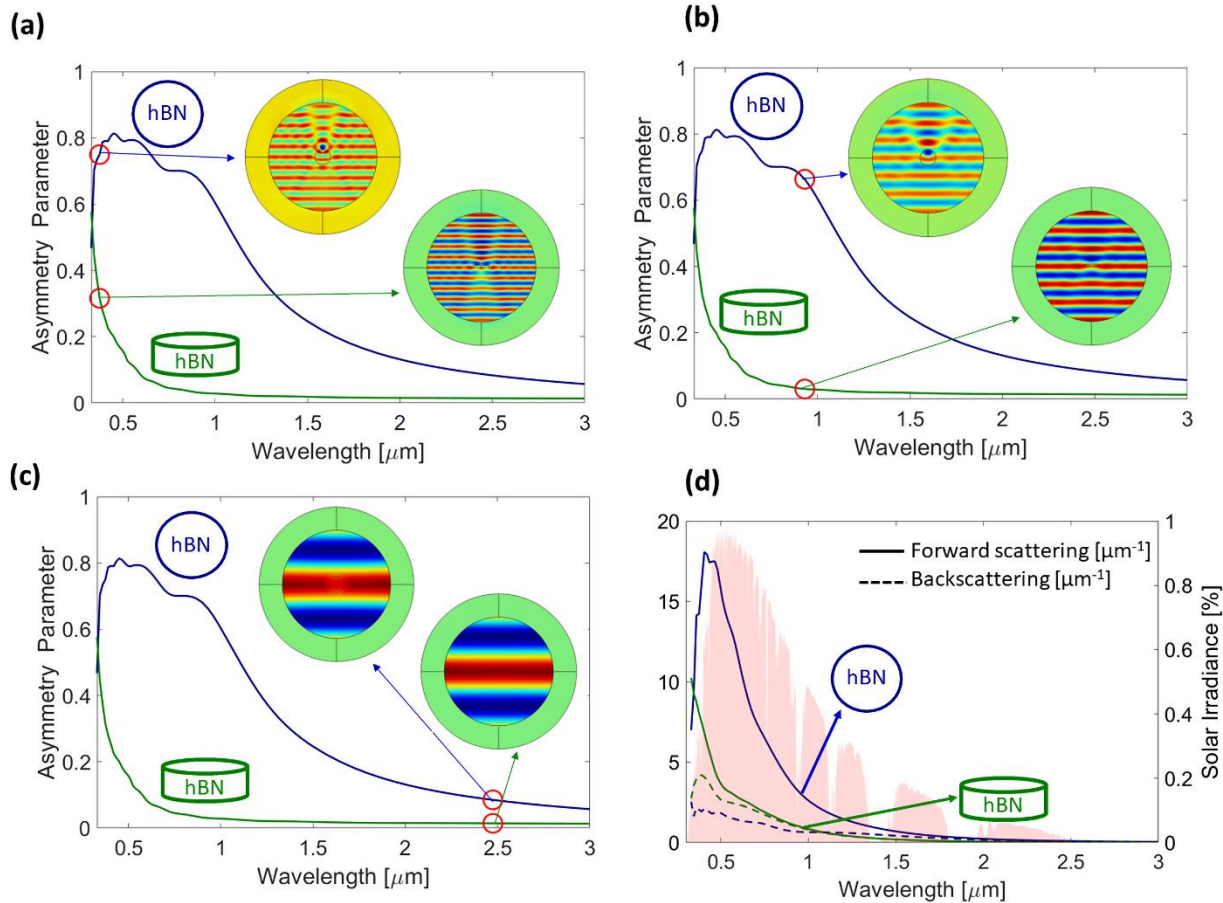 (a)
1
0.8
0.6
0.4
0.2
0
Asymmetry Parameter
hBN
hBN
0.5
1
1.5
2
2.5
3
Wavelength [μm]
(b)
1
0.8
0.6
0.4
0.2
0
Asymmetry Parameter
hBN
hBN
0.5
1
1.5
2
2.5
3
Wavelength [μm]
(c)
1
0.8
0.6
0.4
0.2
0
Asymmetry Parameter
hBN
hBN
0.5
1
1.5
2
2.5
3
Wavelength [μm]
(d)
20
15
10
5
0
Forward scattering [μm⁻¹]
Backscattering [μm⁻¹]
hBN
hBN
1
0.8
0.6
0.4
0.2
0
Solar Irradiance [%]
0.5
1
1.5
2
2.5
3
Wavelength [μm]